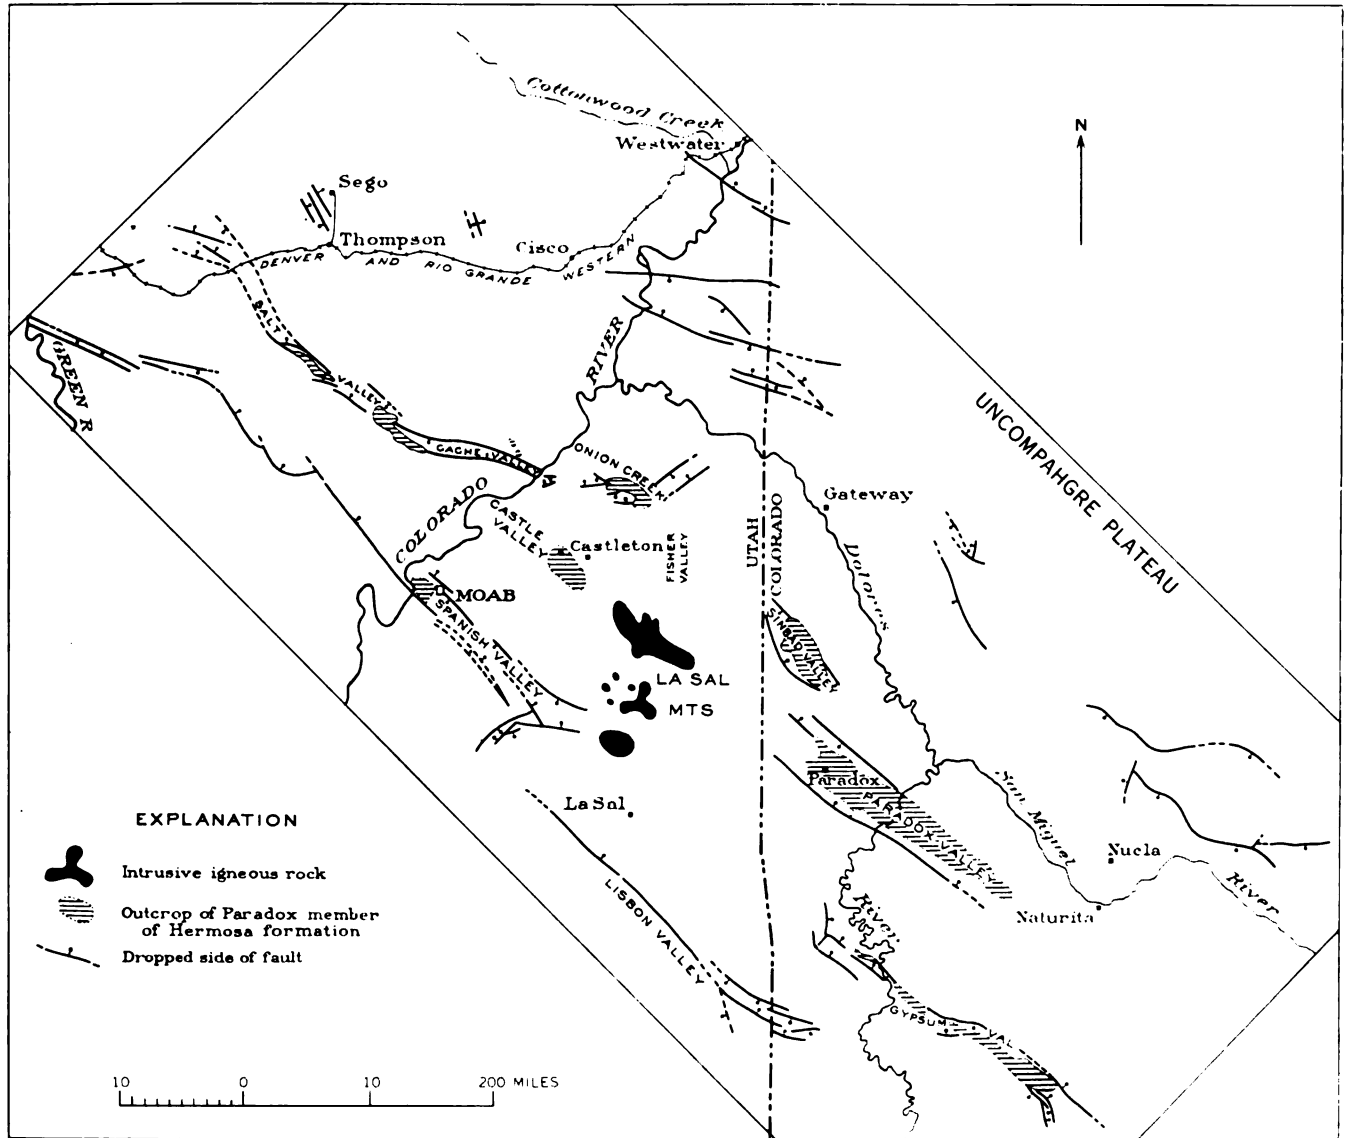 Cottonwood Creek
Westwater
N
Sego
Thompson
Cisco
DENVER AND RIO GRANDE WESTERN
SALT VALLEY
GREEN R
RIVER
COLORADO
CACHE VALLEY
ONION CREEK
CASTLE
VALLEY
Castleton
FISHER
VALLEY
UTAH
COLORADO
Gateway
UNCOMPAHGRE PLATEAU
Dolores
MOAB
SPANISH VALLEY
SINBAD VALLEY
LA SAL
MTS
Paradox
PARADOX VALLEY
San Miguel
Nucla
River
Naturita
La Sal
LISBON VALLEY
River
GYPSUM VAL
EXPLANATION
Intrusive igneous rock
Outcrop of Paradox member
of Hermosa formation
Dropped side of fault
10 0 10 200 MILES